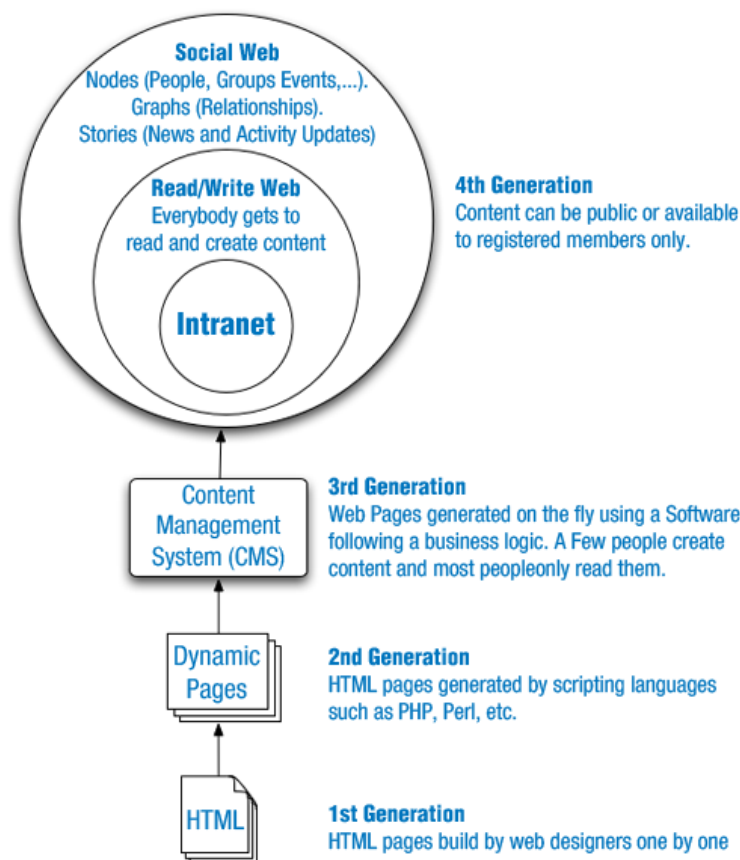 Social Web
Nodes (People, Groups Events,...).
Graphs (Relationships).
Stories (News and Activity Updates)
Read/Write Web
Everybody gets to
read and create content
Intranet
4th Generation
Content can be public or available
to registered members only.
Content
Management
System (CMS)
3rd Generation
Web Pages generated on the fly using a Software
following a business logic. A Few people create
content and most peopleonly read them.
Dynamic
Pages
2nd Generation
HTML pages generated by scripting languages
such as PHP, Perl, etc.
HTML
1st Generation
HTML pages build by web designers one by one